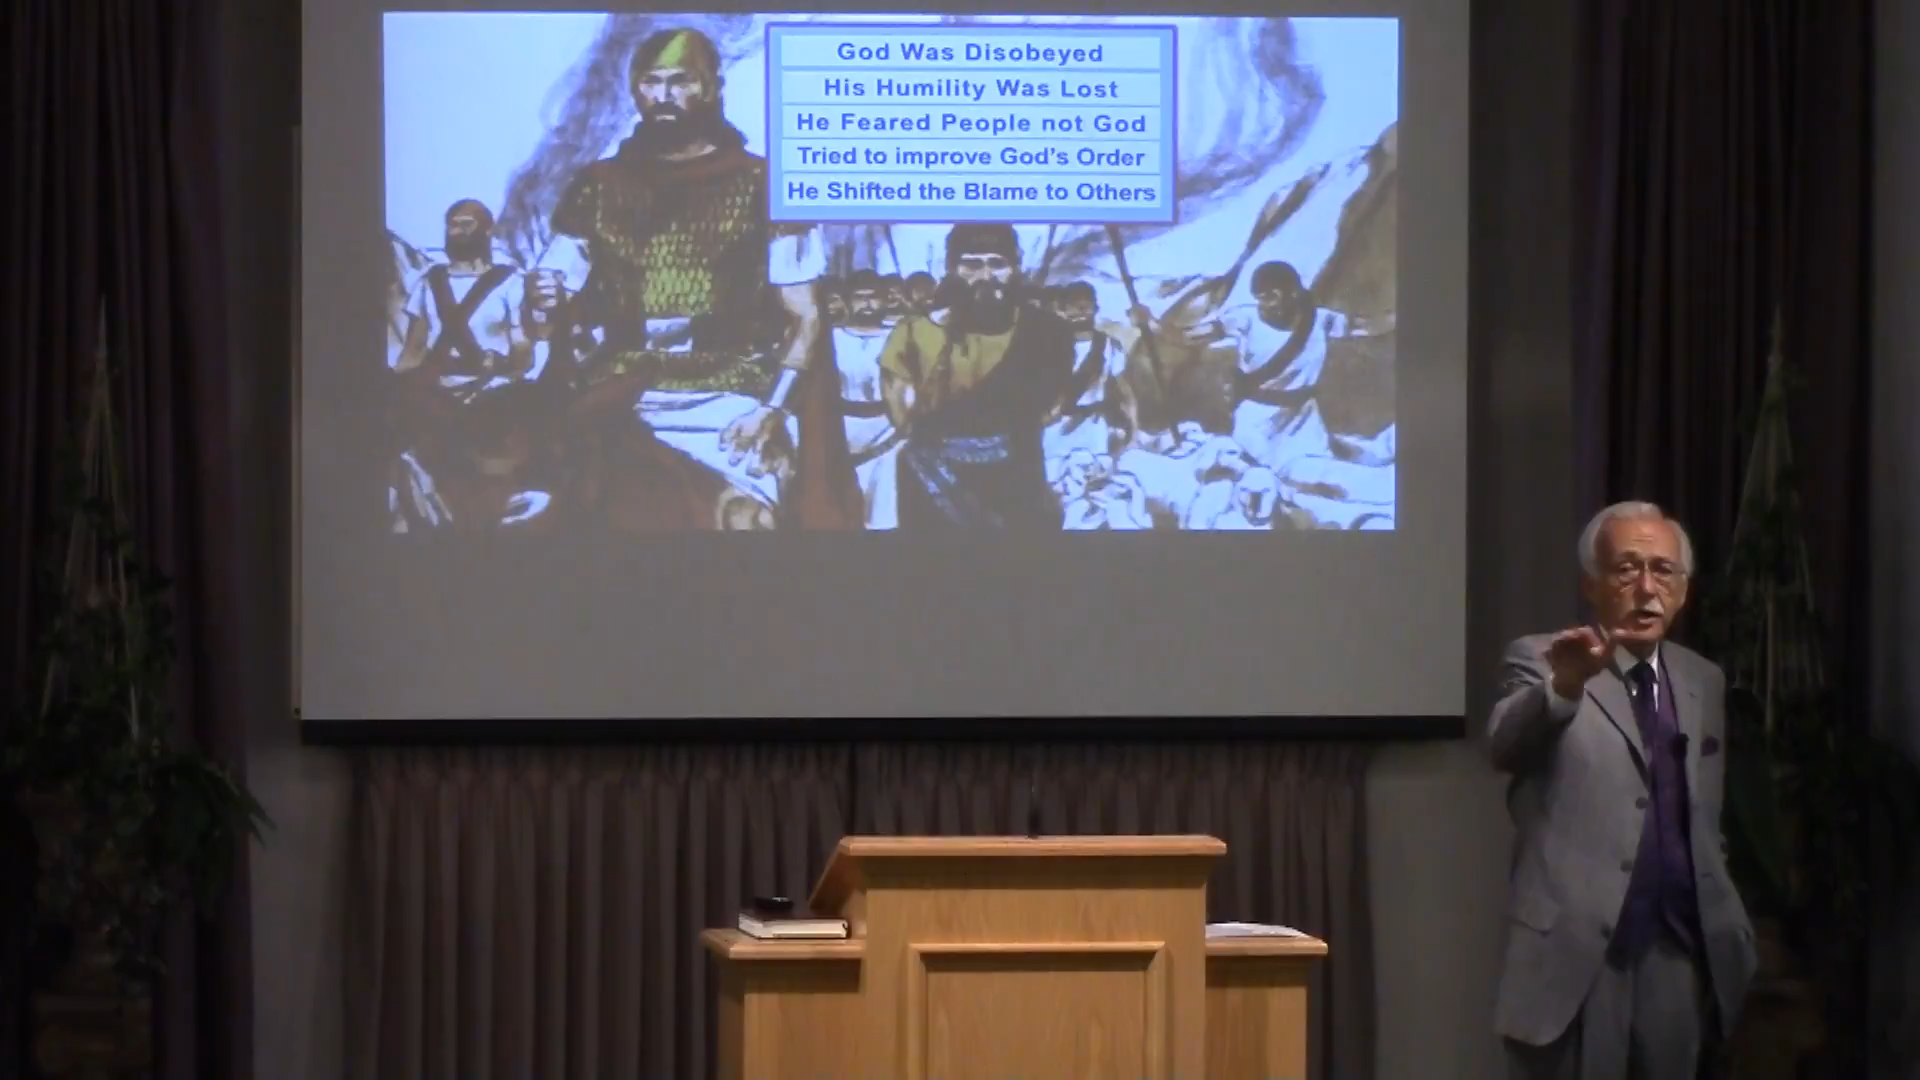 God Was Disobeyed
His Humility Was Lost
He Feared People not God
Tried to improve God's Order
He Shifted the Blame to Others